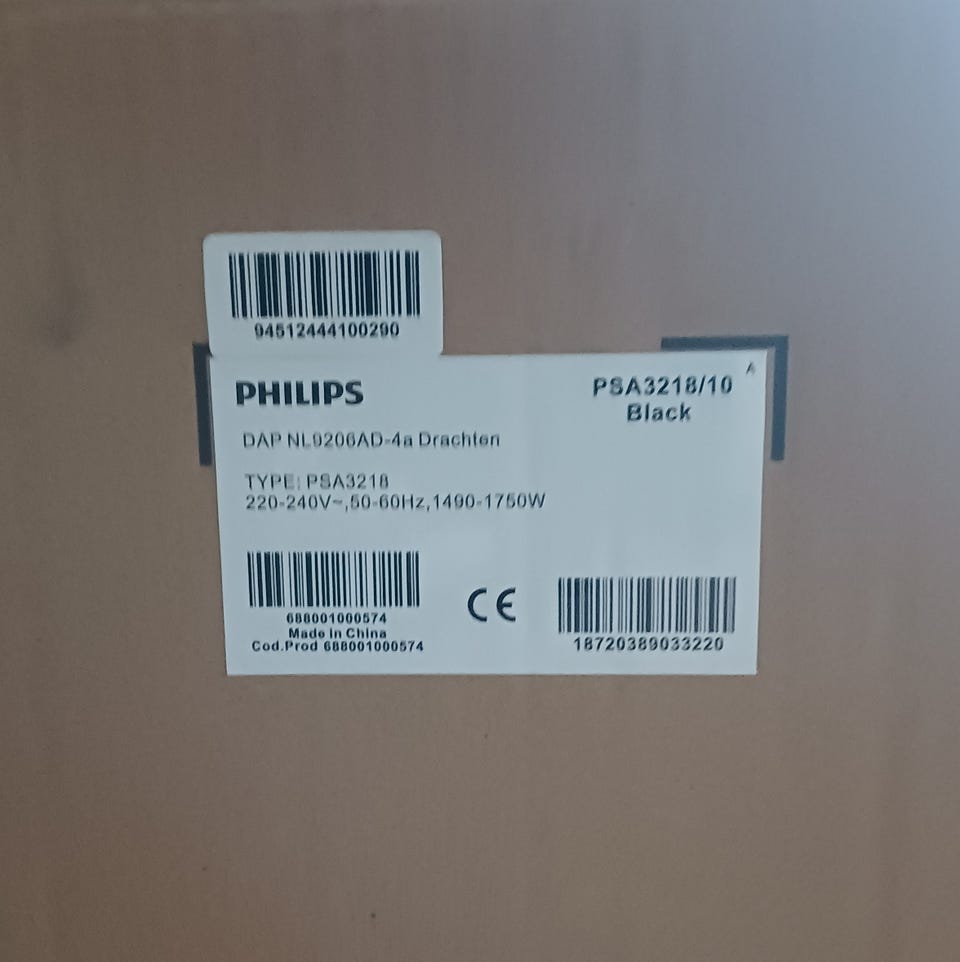 94512444100290
PHILIPS
PSA3218/10
Black
A
DAP NL9206AD-4a Drachten
TYPE: PSA3218
220-240V~,50-60Hz,1490-1750W
688001000574
Made in China
Cod.Prod 688001000574
CE
18720389033220